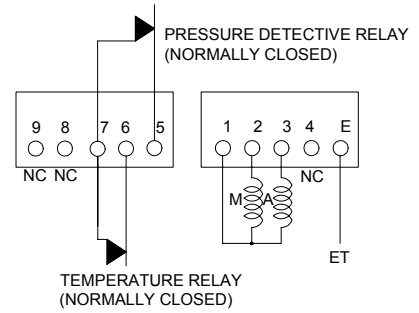 PRESSURE DETECTIVE RELAY
(NORMALLY CLOSED)
9 8 7 6 5
NC NC
1 2 3 4 E
NC
M A
ET
TEMPERATURE RELAY
(NORMALLY CLOSED)